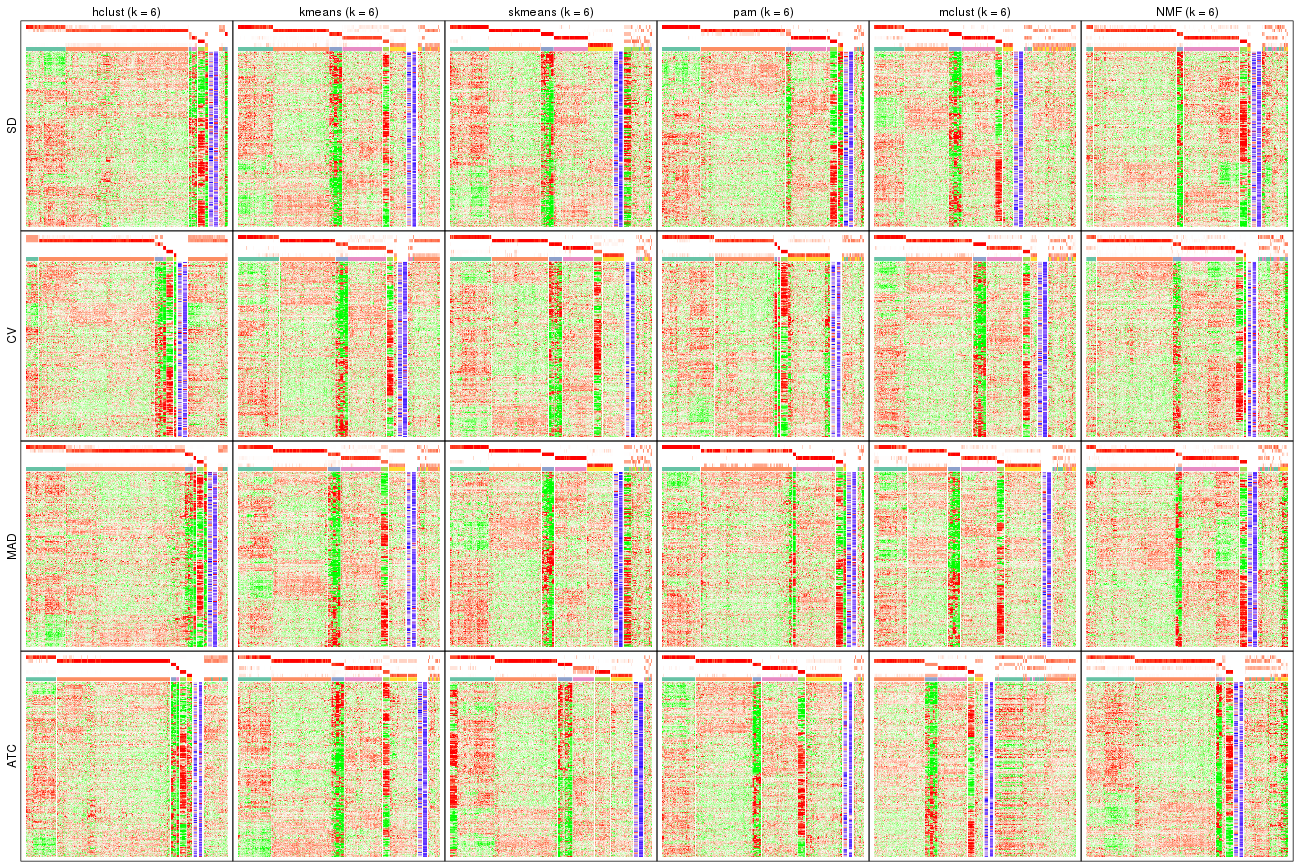 hclust (k = 6) kmeans (k = 6) skmeans (k = 6) pam (k = 6) mclust (k = 6) NMF (k = 6)
SD
CV
MAD
ATC